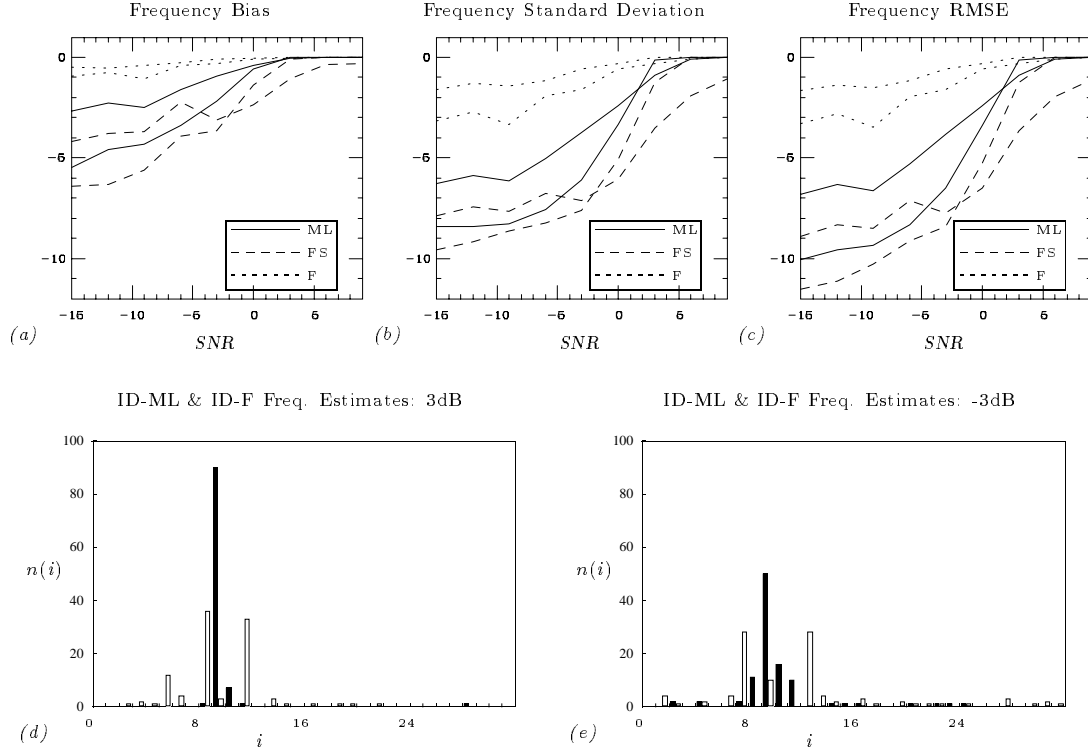 Frequency Bias
Frequency Standard Deviation
Frequency RMSE
0
-5
-10
-15 -10 -5 0 5
ML
FS
F
(a)
SNR
0
-5
-10
-15 -10 -5 0 5
ML
FS
F
(b)
SNR
0
-5
-10
-15 -10 -5 0 5
ML
FS
F
(c)
SNR
ID-ML & ID-F Freq. Estimates: 3dB
100
80
60
n(i)
40
20
0
0 8 16 24
(d)
i
ID-ML & ID-F Freq. Estimates: -3dB
100
80
60
n(i)
40
20
0
0 8 16 24
(e)
i